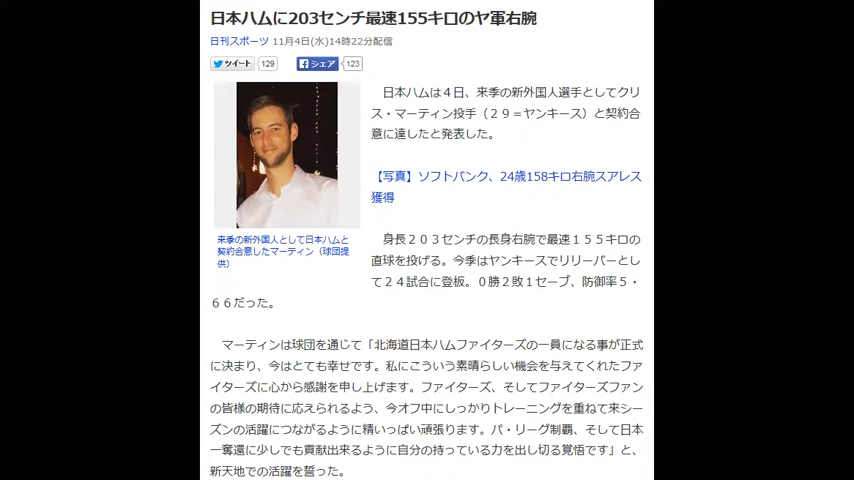 日本ハムに203センチ最速155キロのヤ軍右腕
日刊スポーツ 11月4日(水)14時22分配信
ツイート 129 シェア 123
日本ハムは４日、来季の新外国人選手としてクリ
ス・マーティン投手（２９＝ヤンキース）と契約合
意に達したと発表した。
【写真】ソフトバンク、24歳158キロ右腕スアレス
獲得
来季の新外国人として日本ハムと
契約合意したマーティン（球団提
供）
身長２０３センチの長身右腕で最速１５５キロの
直球を投げる。今季はヤンキースでリリーバーとし
て２４試合に登板。０勝２敗１セーブ、防御率５・
６６だった。
マーティンは球団を通じて「北海道日本ハムファイターズの一員になる事が正式
に決まり、今はとても幸せです。私にこういう素晴らしい機会を与えてくれたファ
イターズに心から感謝を申し上げます。ファイターズ、そしてファイターズファン
の皆様の期待に応えられるよう、今オフ中にしっかりトレーニングを重ねて来シー
ズンの活躍につながるように精いっぱい頑張ります。パ・リーグ制覇、そして日本
一奪還に少しでも貢献出来るように自分の持っている力を出し切る覚悟です」と、
新天地での活躍を誓った。